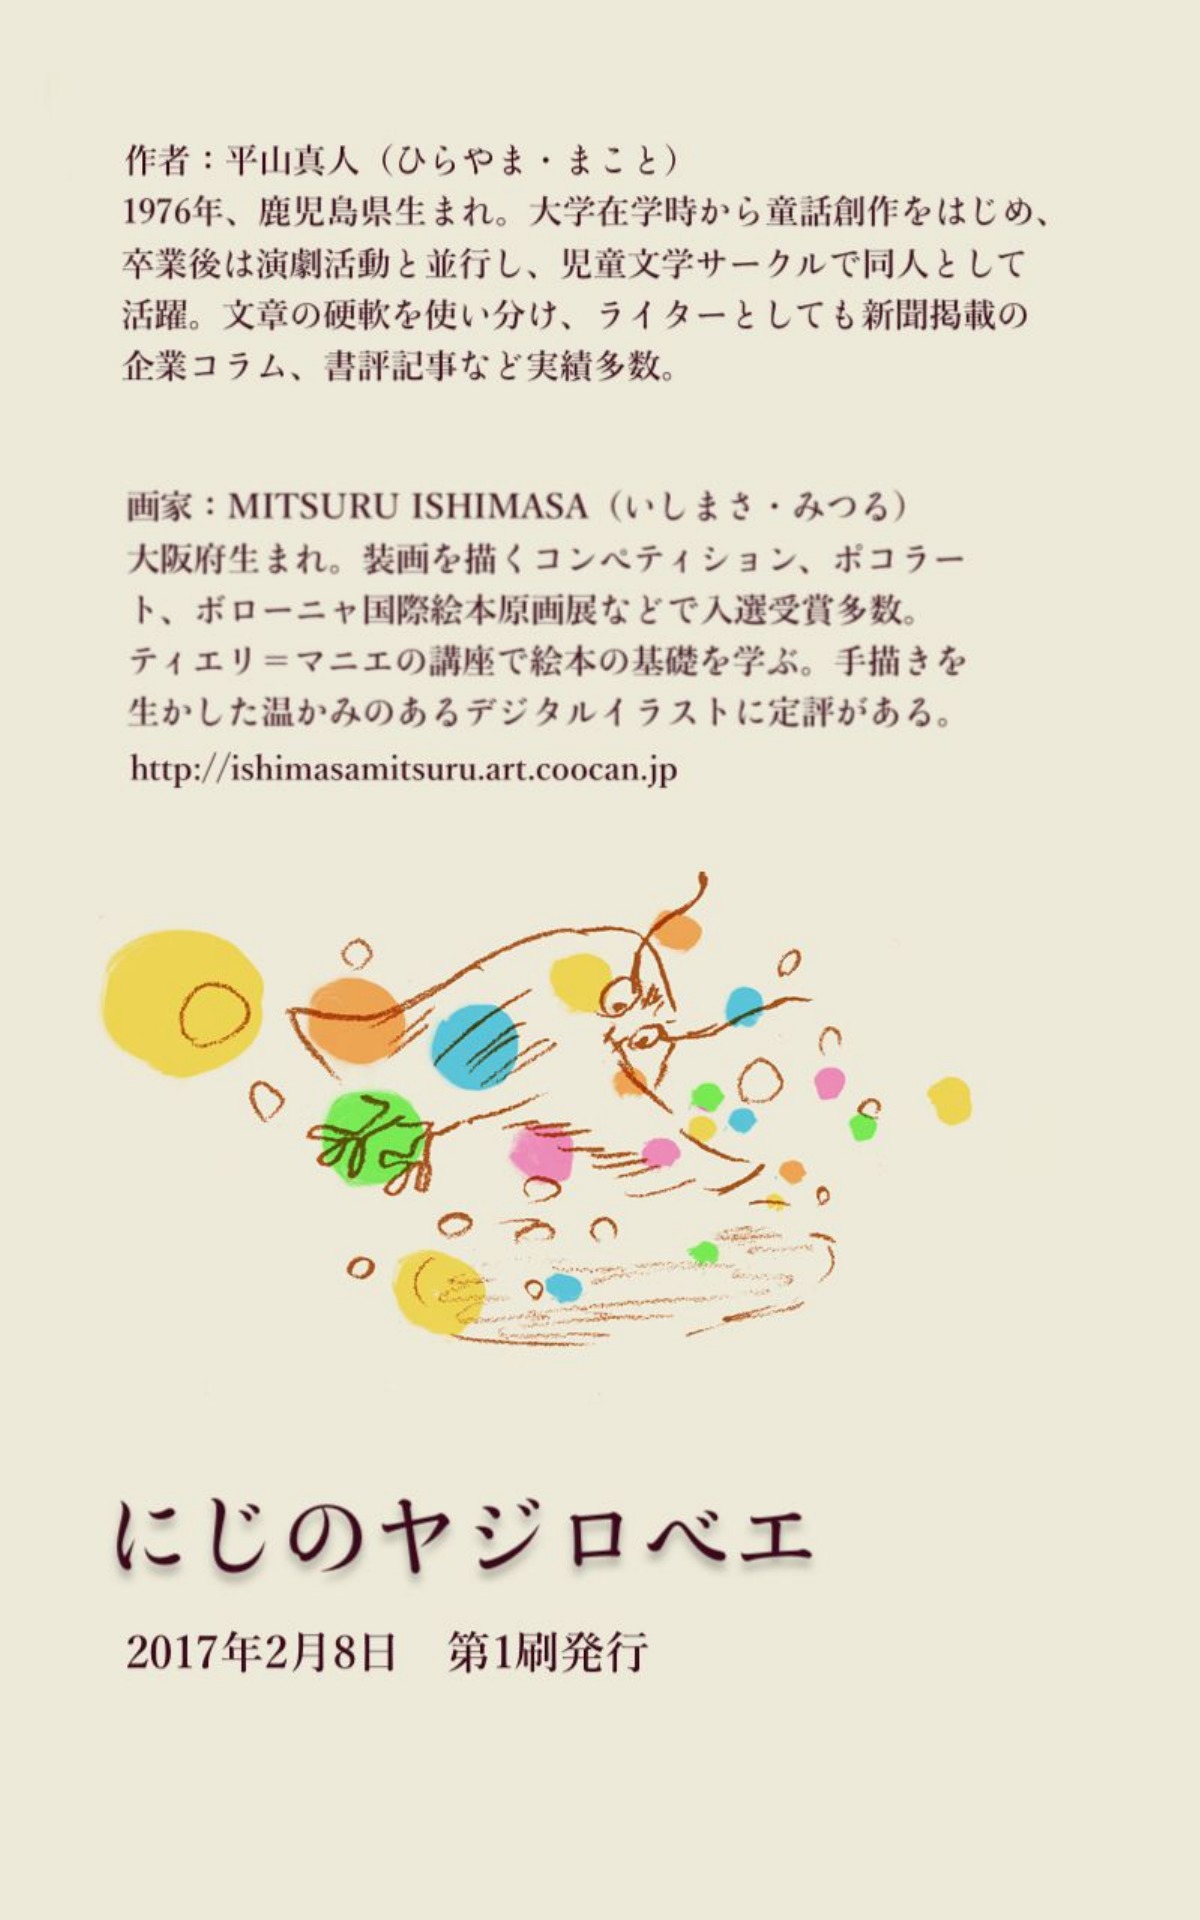 作者：平山真人（ひらやま・まこと）
1976年、鹿児島県生まれ。大学在学時から童話創作をはじめ、
卒業後は演劇活動と並行し、児童文学サークルで同人として
活躍。文章の硬軟を使い分け、ライターとしても新聞掲載の
企業コラム、書評記事など実績多数。
画家：MITSURU ISHIMASA（いしまさ・みつる）
大阪府生まれ。装画を描くコンペティション、ポコラー
ト、ボローニャ国際絵本原画展などで入選受賞多数。
ティエリ＝マニエの講座で絵本の基礎を学ぶ。手描きを
生かした温かみのあるデジタルイラストに定評がある。
http://ishimasamitsuru.art.coocan.jp
にじのヤジロベエ
2017年2月8日　第1刷発行